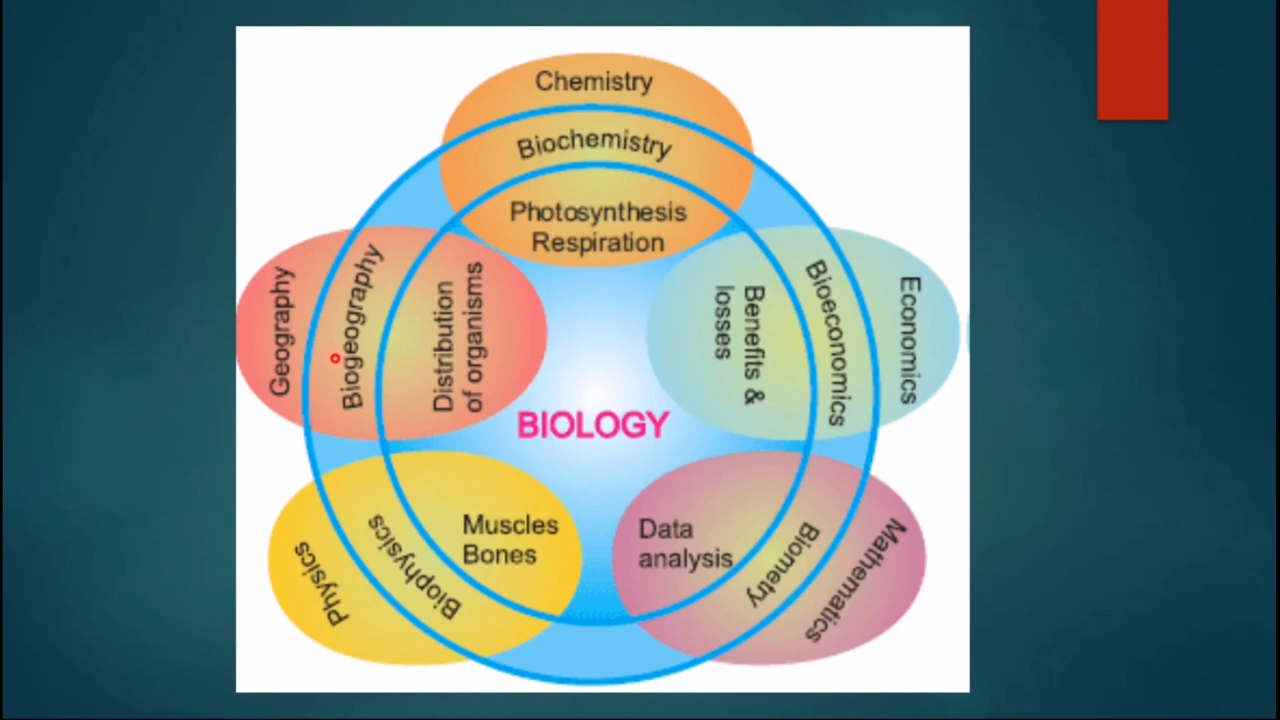 Chemistry
Biochemistry
Photosynthesis
Respiration
Geography
Biogeography
Distribution
of organisms
Benefits &
losses
Bioeconomics
Economics
BIOLOGY
Physics
Biophysics
Muscles
Bones
Data
analysis
Biometry
Mathematics